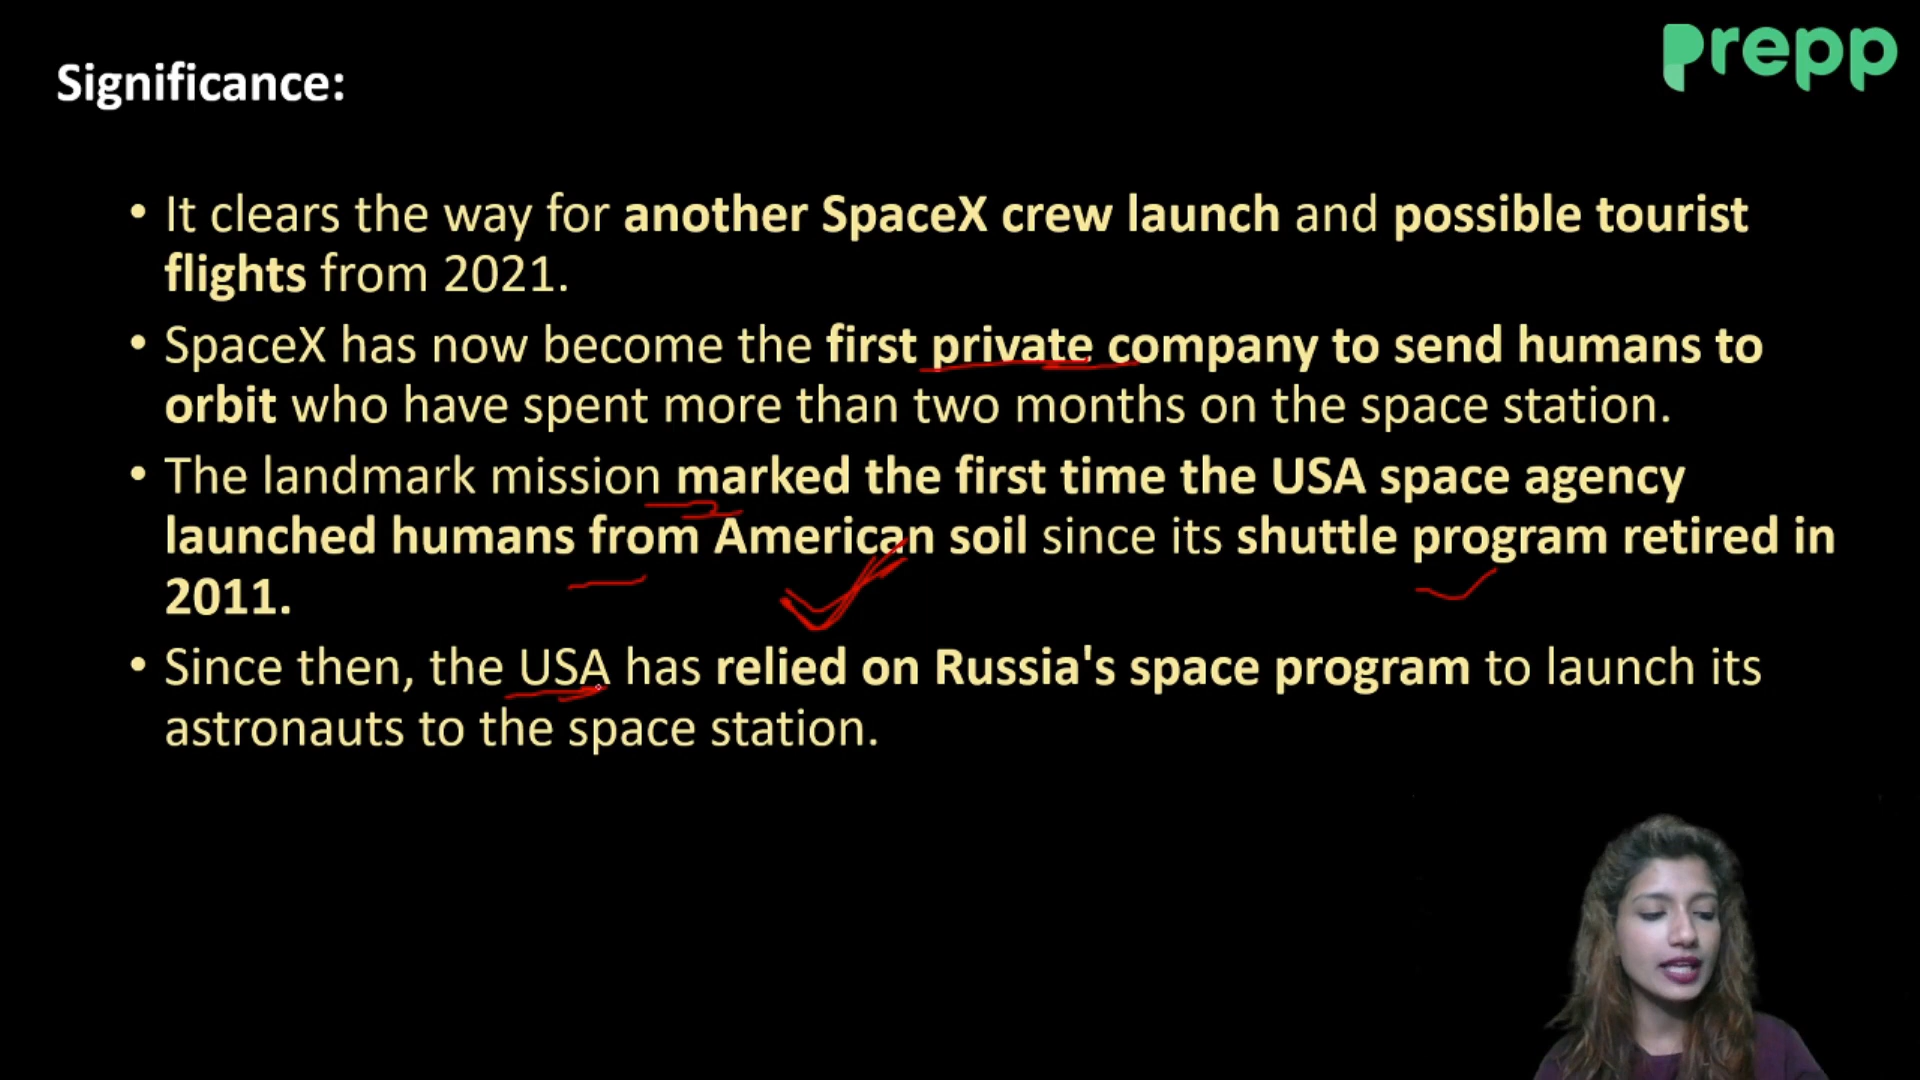 prepp
Significance:
• It clears the way for another SpaceX crew launch and possible tourist
flights from 2021.
• SpaceX has now become the first private company to send humans to
orbit who have spent more than two months on the space station.
• The landmark mission marked the first time the USA space agency
launched humans from American soil since its shuttle program retired in
2011.
• Since then, the USA has relied on Russia's space program to launch its
astronauts to the space station.